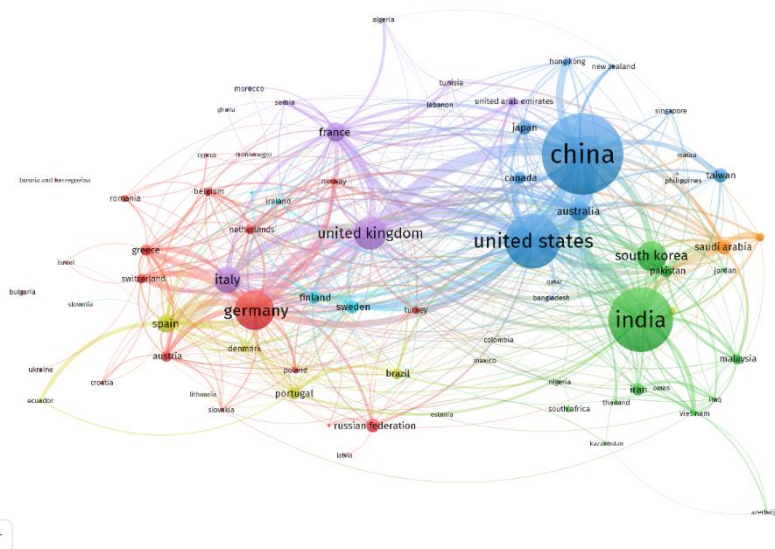 algeria
hong kong
new zealand
tunisia
morocco
serbia
lebanon
united arab emirates
ghana
singapore
france
japan
china
cyprus
montenegro
macau
bosnia and herzegovina
norway
canada
philippines
taiwan
romania
belgium
ireland
australia
netherlands
united kingdom
united states
saudi arabia
greece
israel
south korea
switzerland
italy
pakistan
jordan
qatar
bulgaria
slovenia
finland
sweden
bangladesh
germany
turkey
india
spain
colombia
denmark
austria
mexico
malaysia
ukraine
poland
brazil
croatia
nigeria
iran
oman
lithuania
portugal
ecuador
thailand
iraq
slovakia
estonia
south africa
vietnam
russian federation
kazakhstan
latvia